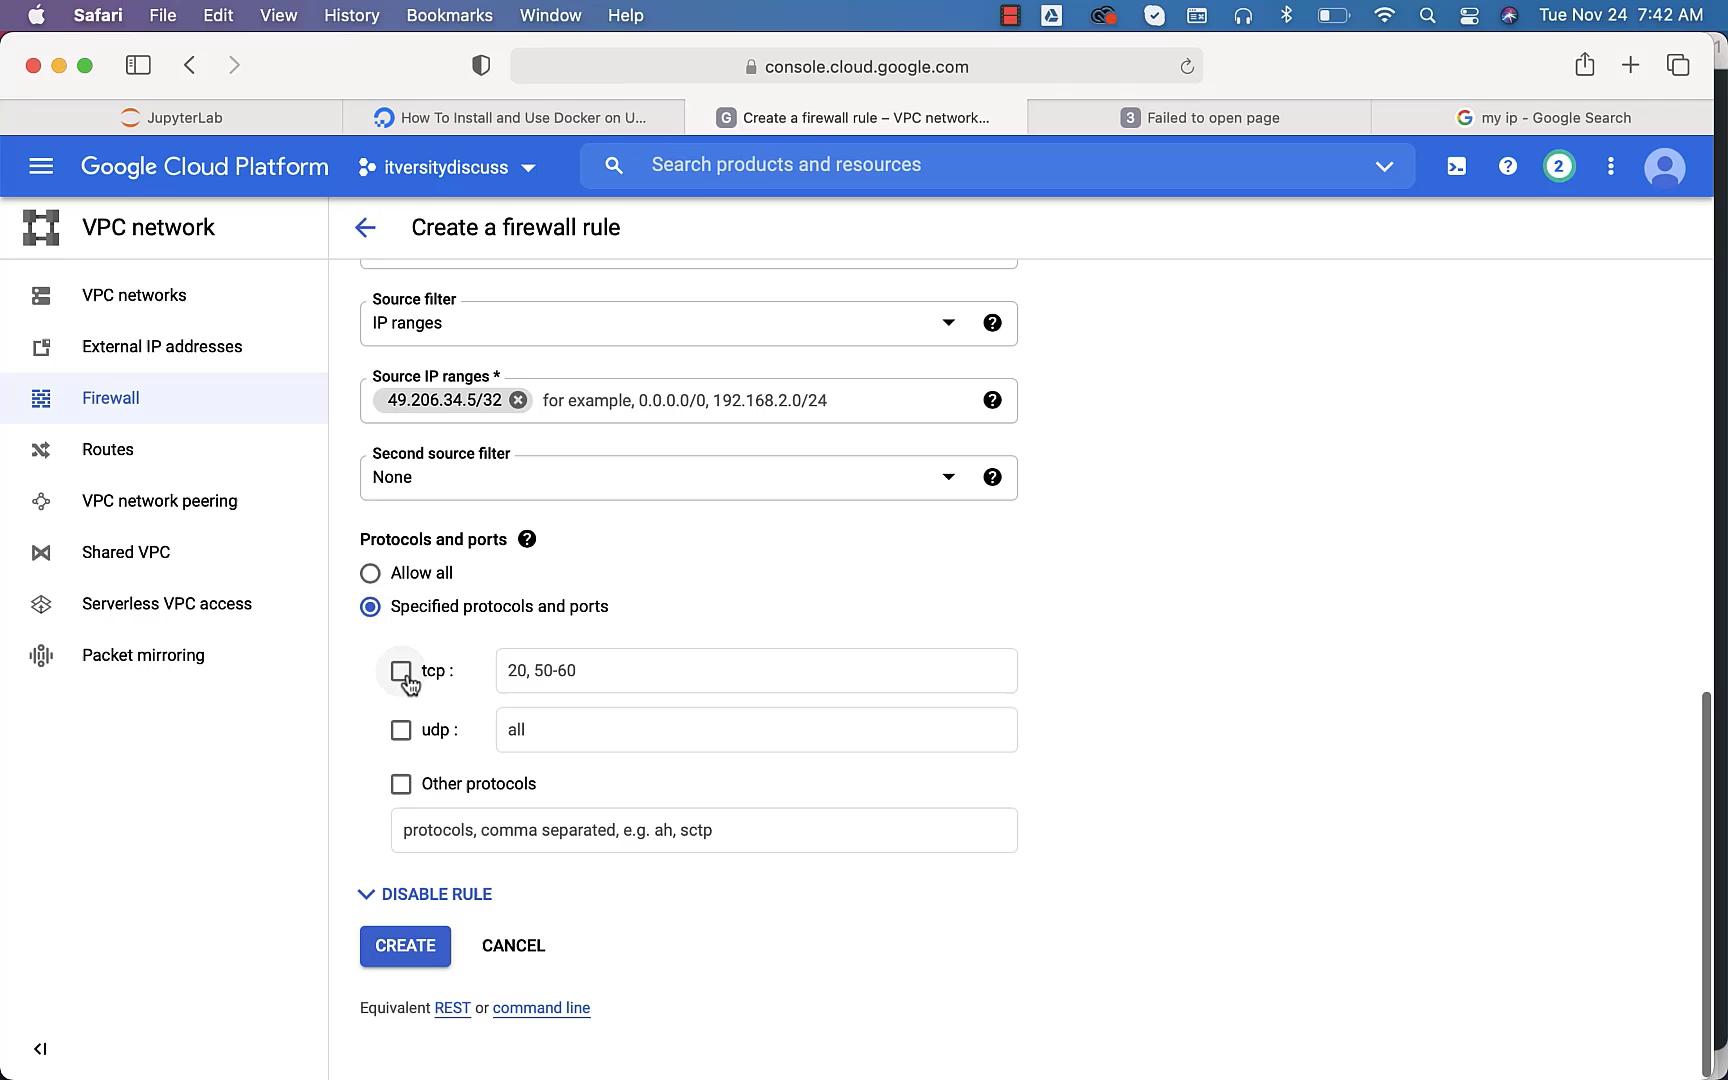 Safari File Edit View History Bookmarks Window Help Tue Nov 24 7:42 AM
console.cloud.google.com
JupyterLab How To Install and Use Docker on U... G Create a firewall rule – VPC network... 3 Failed to open page G my ip - Google Search
Google Cloud Platform itversitydiscuss Search products and resources ? 2
VPC network
Create a firewall rule
VPC networks
External IP addresses
Firewall
Routes
VPC network peering
Shared VPC
Serverless VPC access
Packet mirroring
Source filter
IP ranges ?
Source IP ranges *
49.206.34.5/32 for example, 0.0.0.0/0, 192.168.2.0/24 ?
Second source filter
None ?
Protocols and ports ?
Allow all
Specified protocols and ports
tcp : 20, 50-60
udp : all
Other protocols
protocols, comma separated, e.g. ah, sctp
DISABLE RULE
CREATE CANCEL
Equivalent REST or command line